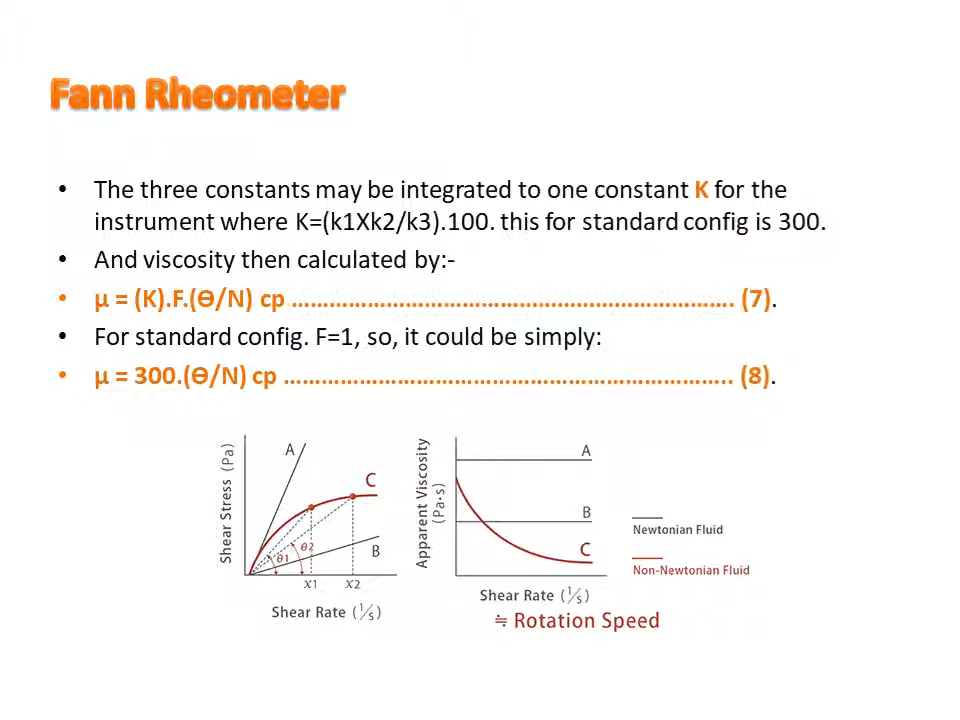 Fann Rheometer
• The three constants may be integrated to one constant K for the
instrument where K=(k1Xk2/k3).100. this for standard config is 300.
• And viscosity then calculated by:-
• µ = (K).F.(Ɵ/N) cp ……………………………………………………………. (7).
• For standard config. F=1, so, it could be simply:
• µ = 300.(Ɵ/N) cp …………………………………………………………….. (8).
Shear Stress (Pa)
A
C
B
θ1
θ2
X1
X2
Shear Rate (1/s)
Apparent Viscosity
(Pa·s)
A
B
C
Shear Rate (1/s)
≒ Rotation Speed
Newtonian Fluid
Non-Newtonian Fluid